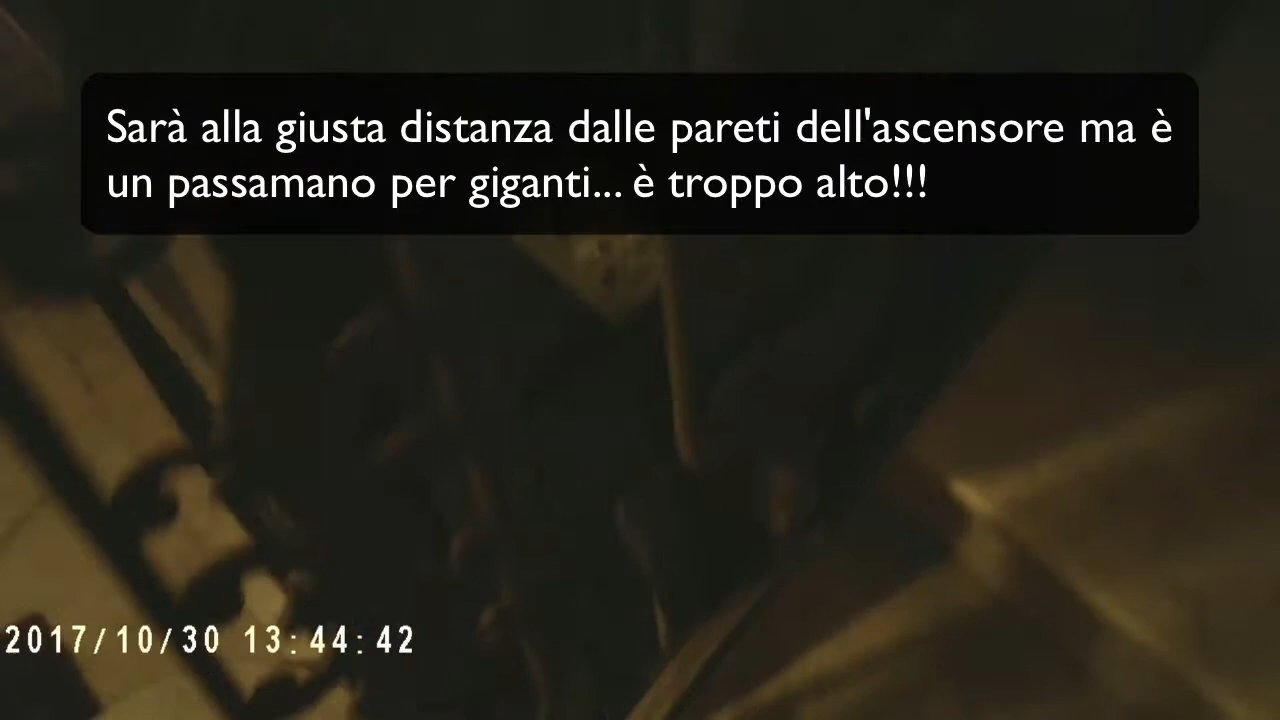 Sarà alla giusta distanza dalle pareti dell'ascensore ma è
un passamano per giganti... è troppo alto!!!
2017/10/30 13:44:42